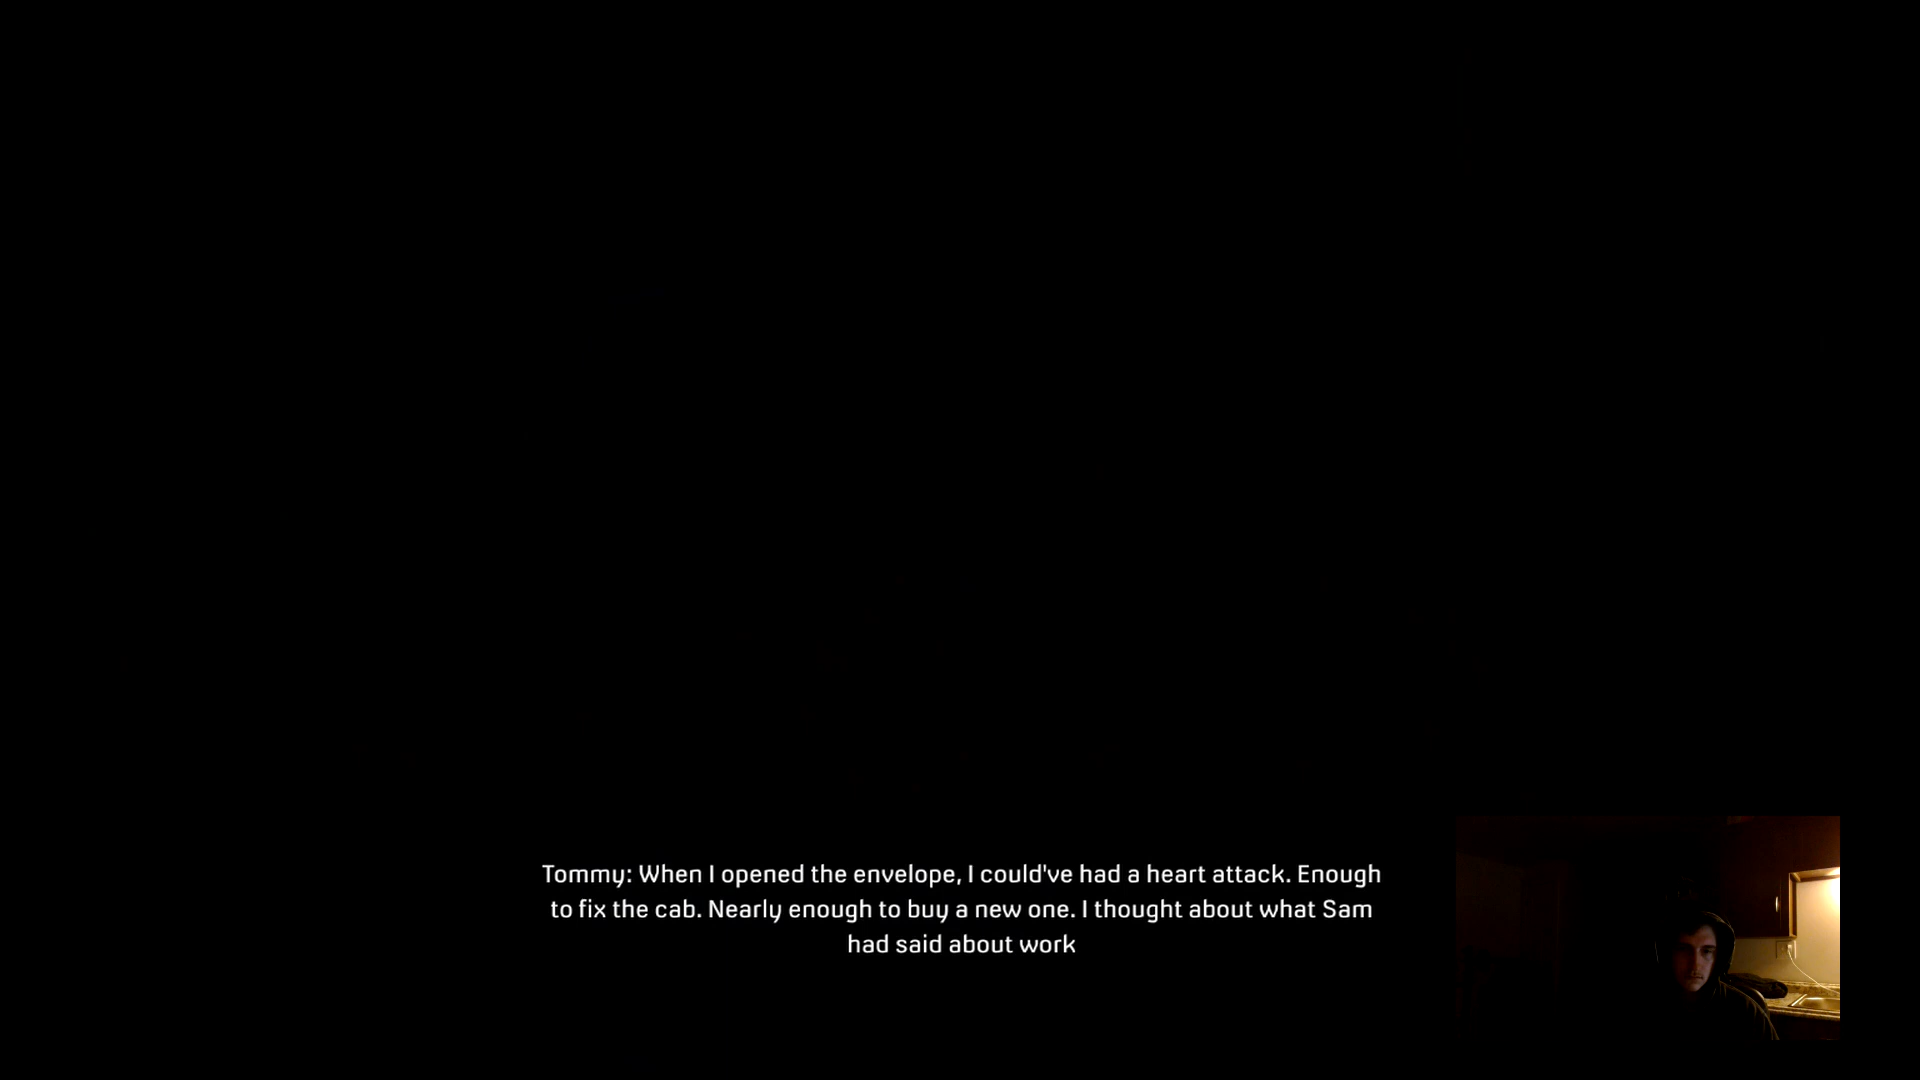 Tommy: When I opened the envelope, I could've had a heart attack. Enough
to fix the cab. Nearly enough to buy a new one. I thought about what Sam
had said about work